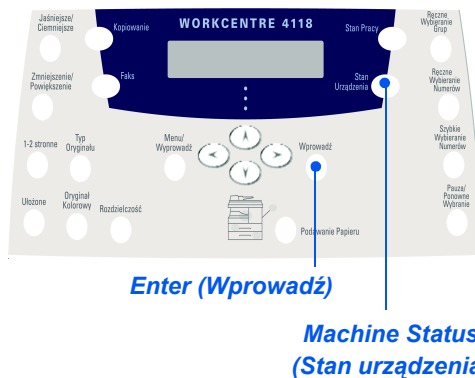 Jaśniejsze/
Ciemniejsze
Kopiowanie
WORKCENTRE 4118
Stan Pracy
Ręczne
Wybieranie
Grup
Zmniejszenie/
Powiększenie
Faks
Stan
Urządzenia
Ręczne
Wybieranie
Numerów
1-2 stronne
Typ
Oryginału
Menu/
Wyprowadź
Wprowadź
Szybkie
Wybieranie
Numerów
Ułożone
Oryginał
Kolorowy
Rozdzielczość
Podawanie Papieru
Pauza/
Ponowne
Wybranie
Enter (Wprowadź)
Machine Status
(Stan urządzenia